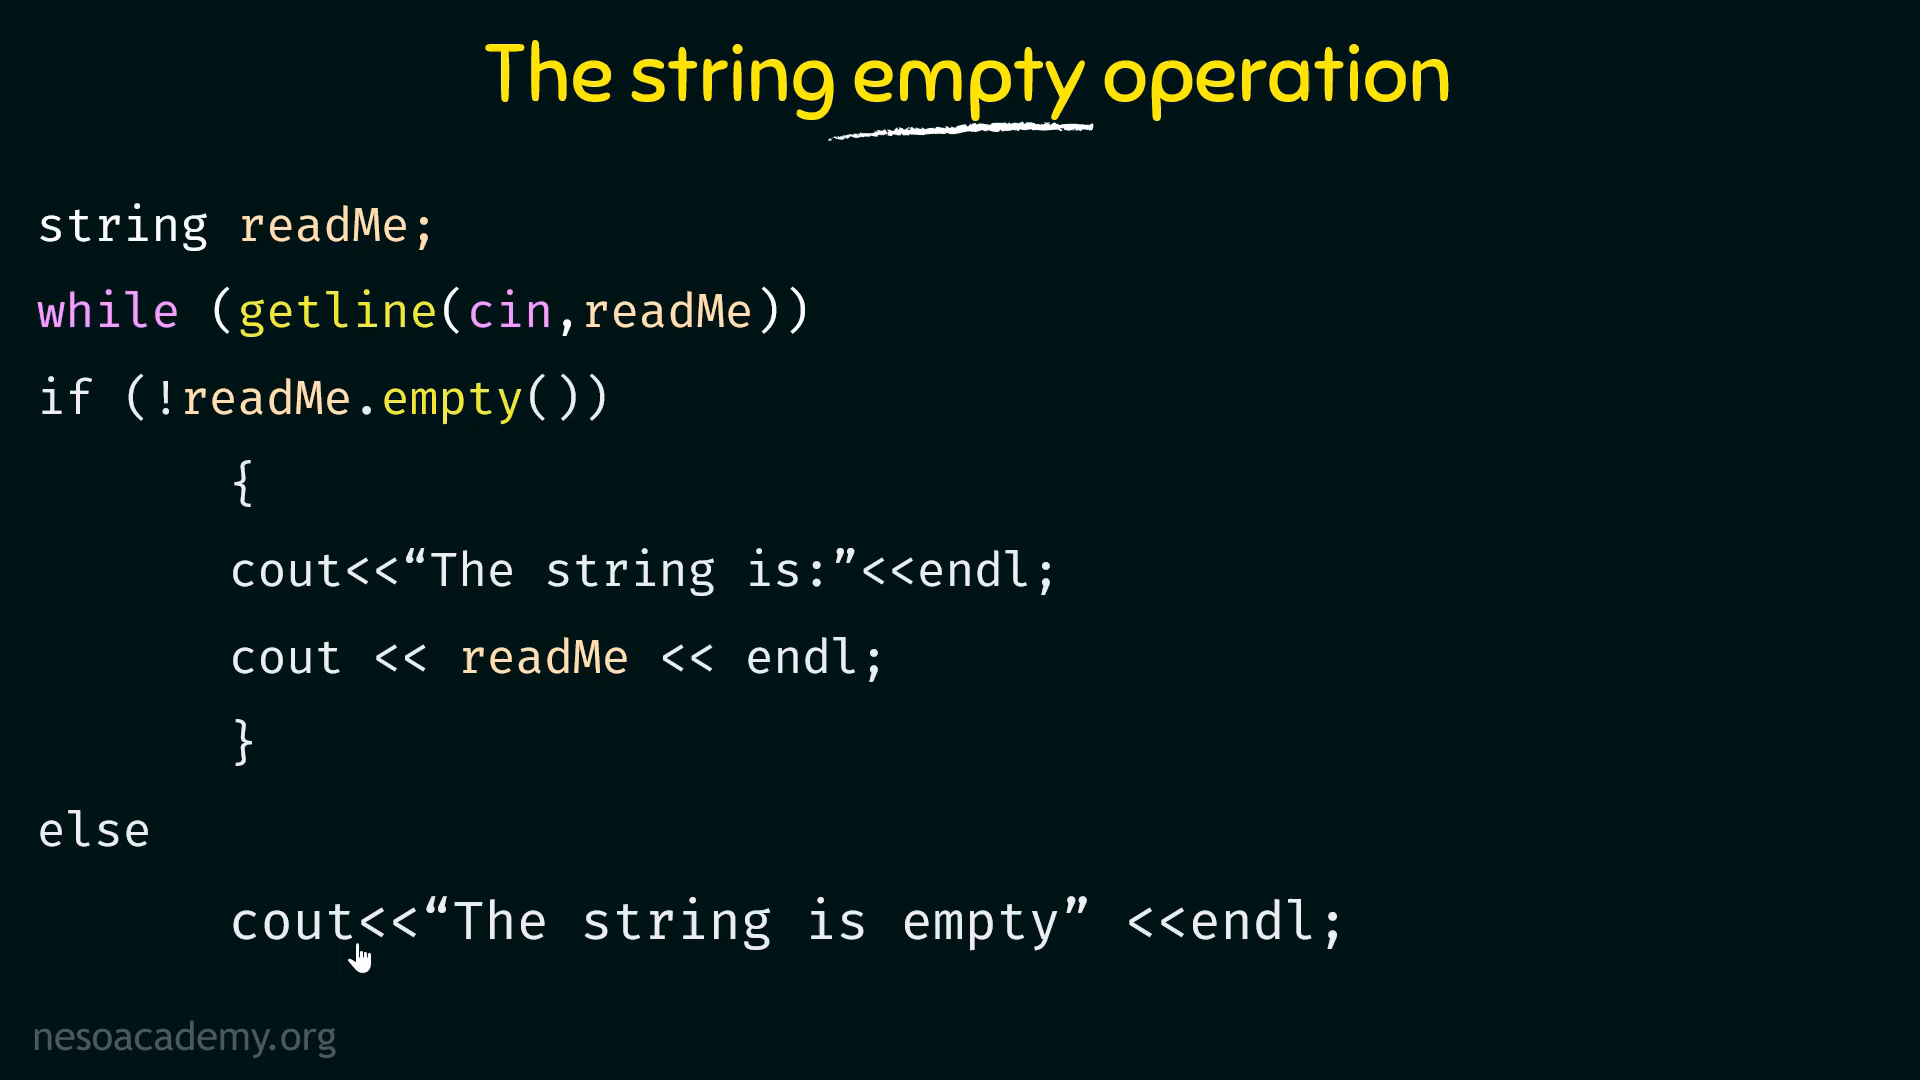 The string empty operation
string readMe;
while (getline(cin,readMe))
if (!readMe.empty())
{
cout<<“The string is:”<<endl;
cout << readMe << endl;
}
else
cout<<“The string is empty” <<endl;
nesoacademy.org